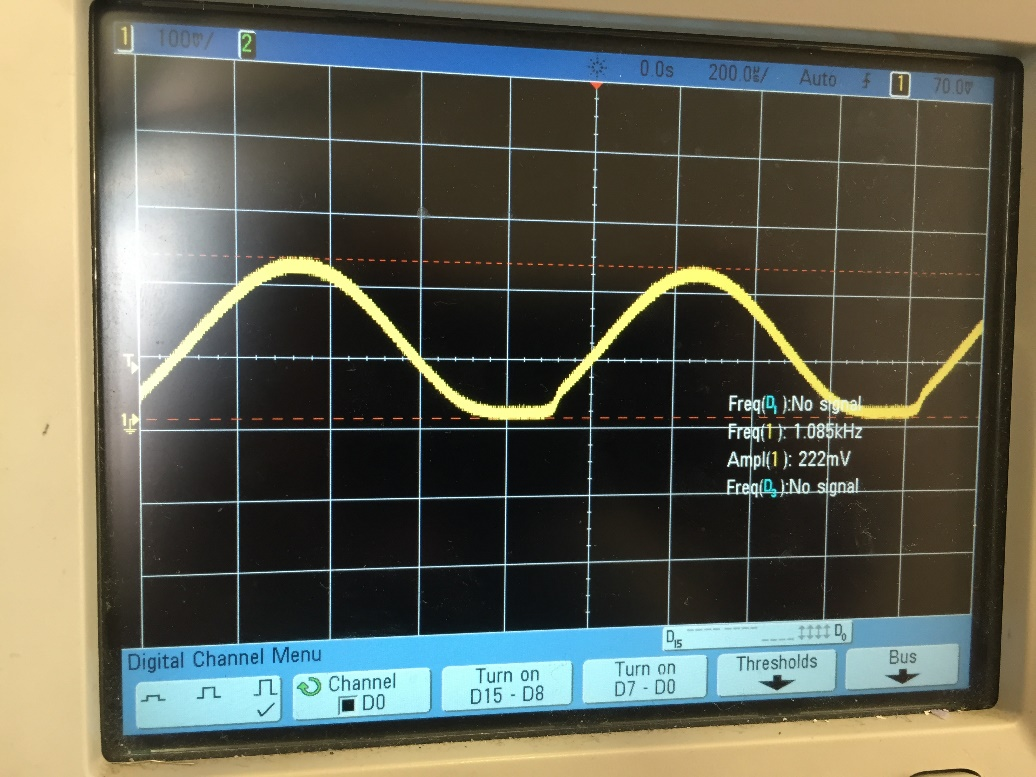 1 100mV/ 2 0.0s 200.0us/ Auto 1 70.0mV
T
1
Freq(D1):No signal
Freq(1): 1.085kHz
Ampl(1): 222mV
Freq(D3):No signal
D15 D0
Digital Channel Menu
Channel
D0
Turn on
D15 - D8
Turn on
D7 - D0
Thresholds
Bus